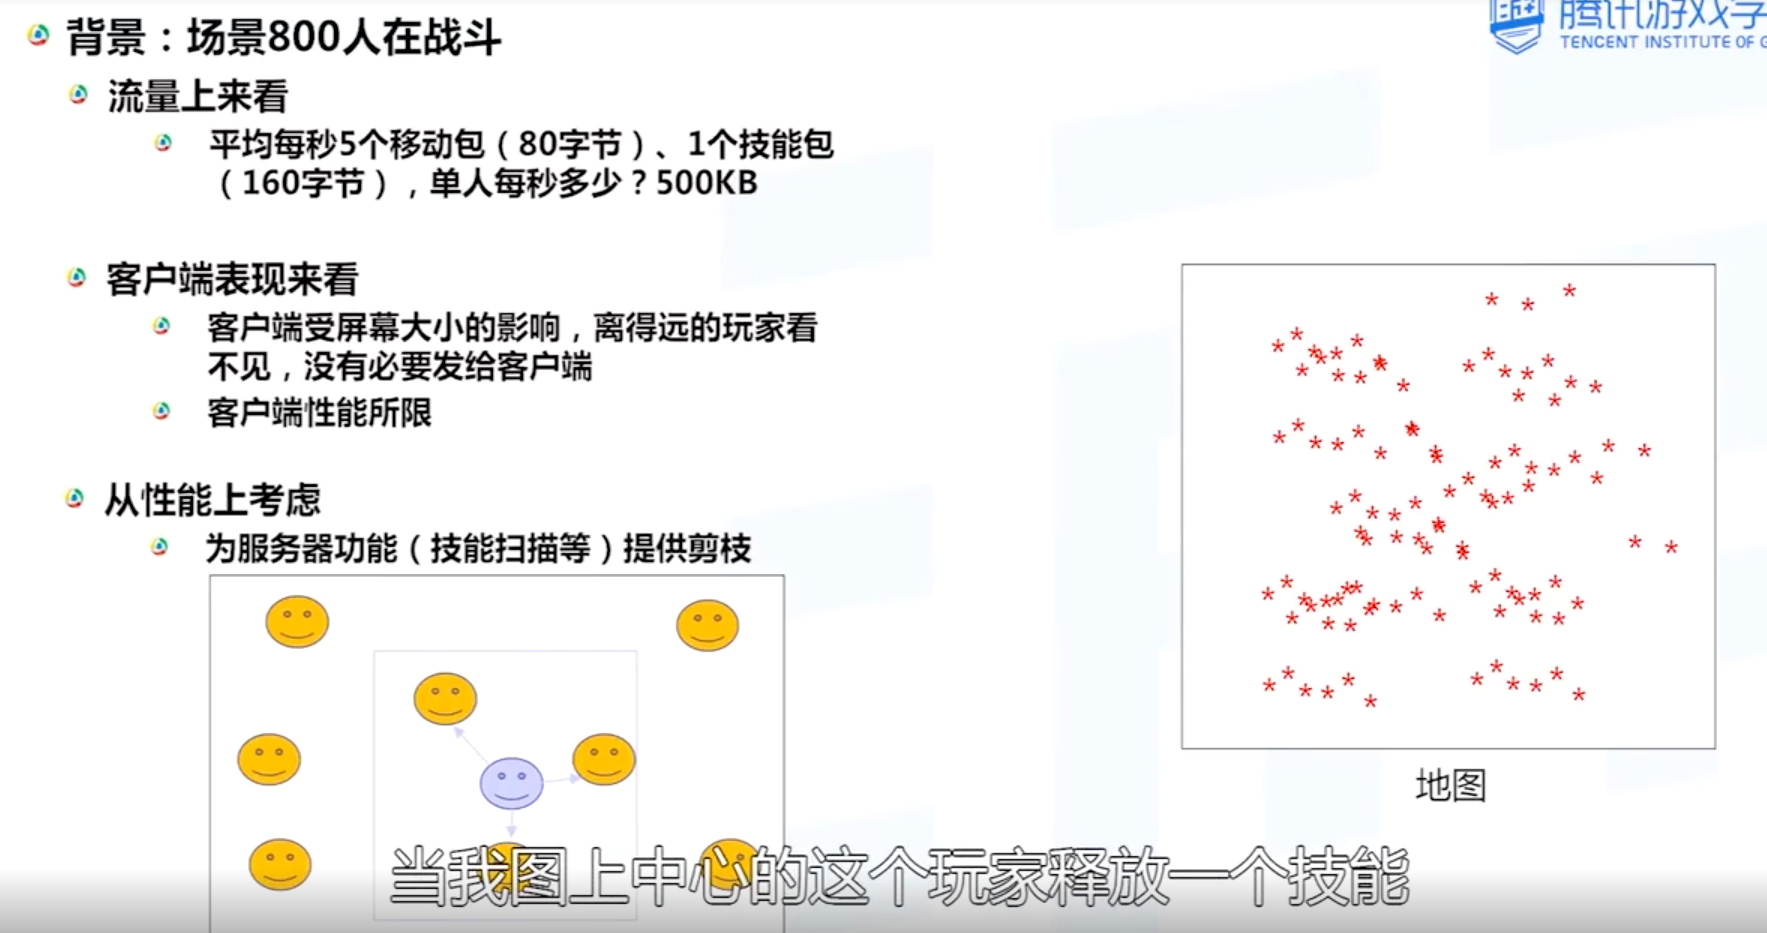 背景：场景800人在战斗
腾讯游戏学
TENCENT INSTITUTE OF G
流量上来看
平均每秒5个移动包（80字节）、1个技能包
（160字节），单人每秒多少？500KB
客户端表现来看
客户端受屏幕大小的影响，离得远的玩家看
不见，没有必要发给客户端
客户端性能所限
从性能上考虑
为服务器功能（技能扫描等）提供剪枝
地图
当我图上中心的这个玩家释放一个技能